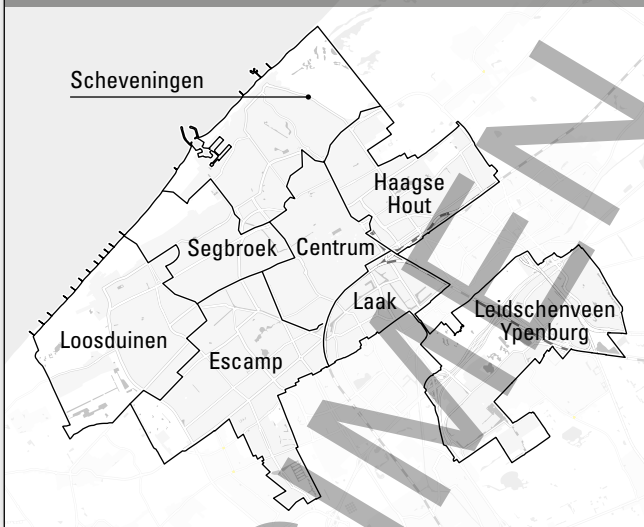 Scheveningen
Haagse
Hout
Segbroek
Centrum
Laak
Leidschenveen
Ypenburg
Loosduinen
Escamp